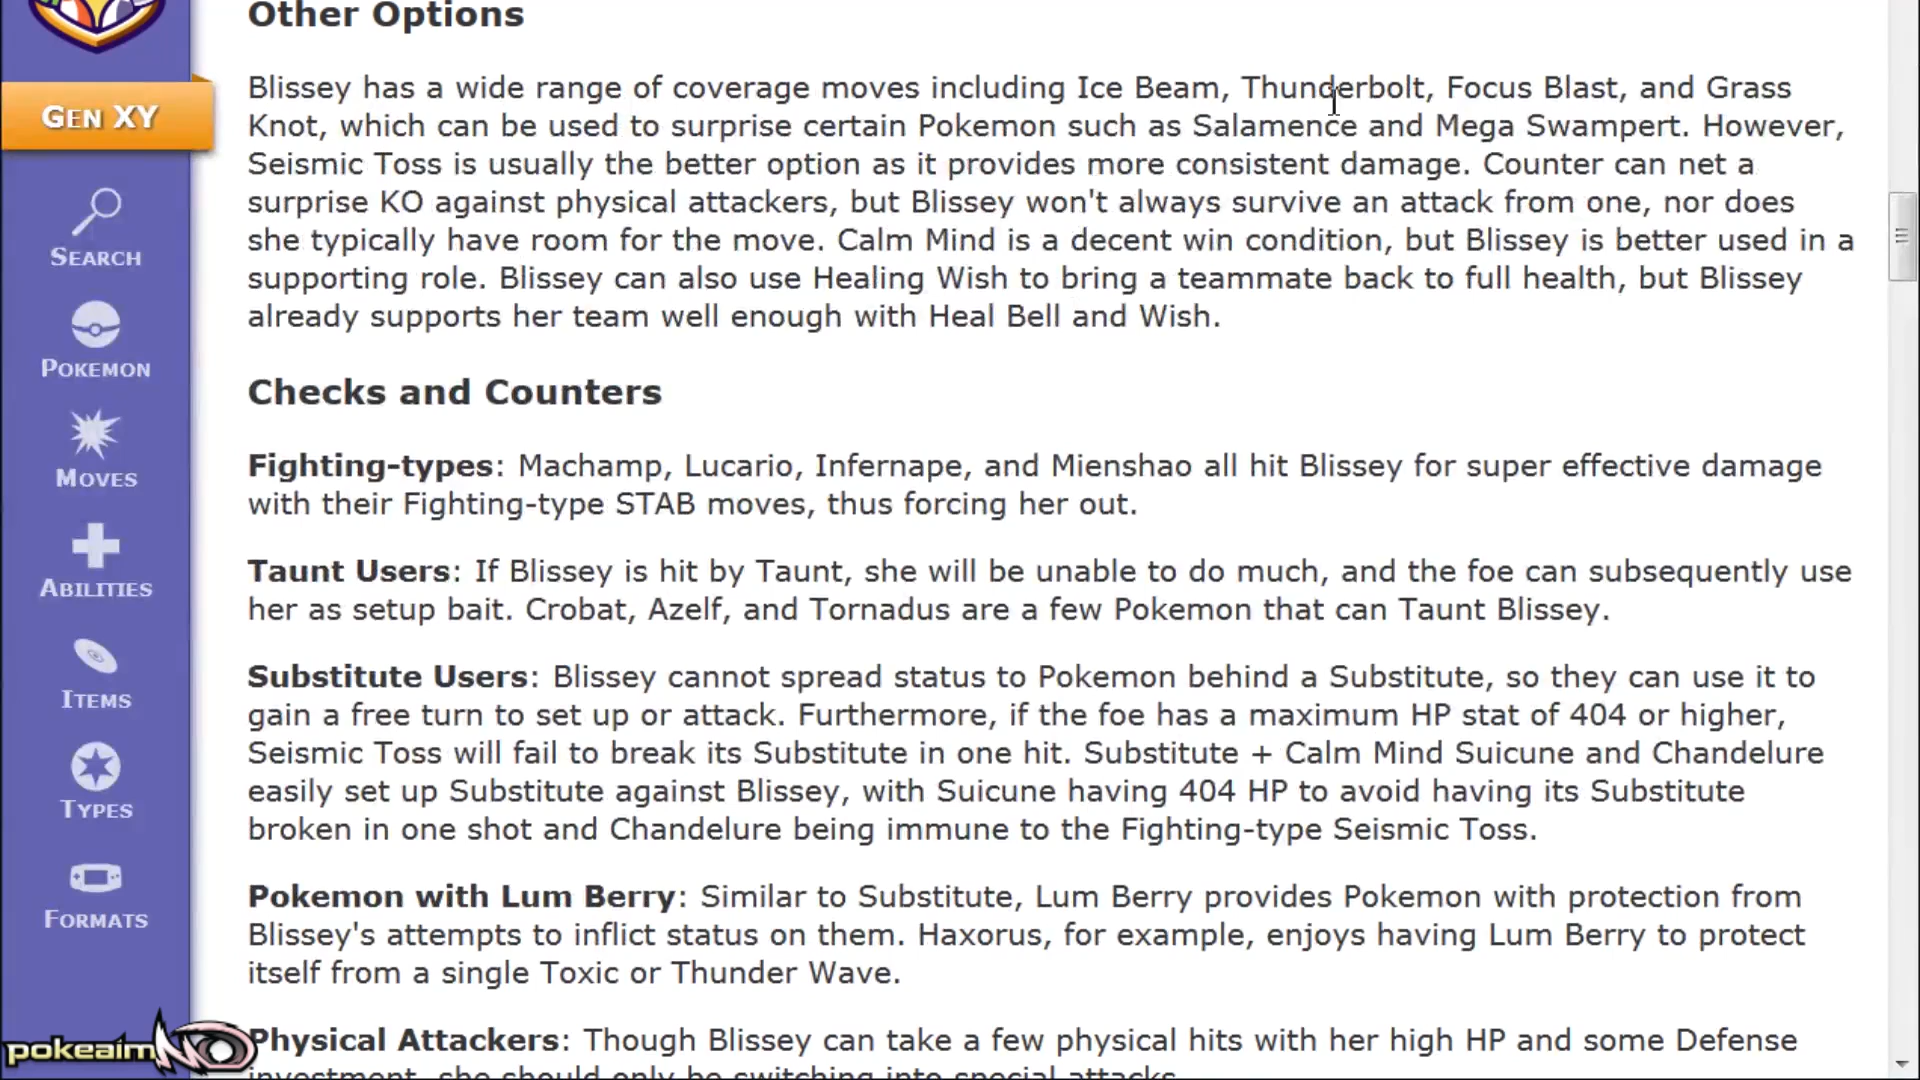 Other Options
Blissey has a wide range of coverage moves including Ice Beam, Thunderbolt, Focus Blast, and Grass
Knot, which can be used to surprise certain Pokemon such as Salamence and Mega Swampert. However,
Seismic Toss is usually the better option as it provides more consistent damage. Counter can net a
surprise KO against physical attackers, but Blissey won't always survive an attack from one, nor does
she typically have room for the move. Calm Mind is a decent win condition, but Blissey is better used in a
supporting role. Blissey can also use Healing Wish to bring a teammate back to full health, but Blissey
already supports her team well enough with Heal Bell and Wish.
Checks and Counters
Fighting-types: Machamp, Lucario, Infernape, and Mienshao all hit Blissey for super effective damage
with their Fighting-type STAB moves, thus forcing her out.
Taunt Users: If Blissey is hit by Taunt, she will be unable to do much, and the foe can subsequently use
her as setup bait. Crobat, Azelf, and Tornadus are a few Pokemon that can Taunt Blissey.
Substitute Users: Blissey cannot spread status to Pokemon behind a Substitute, so they can use it to
gain a free turn to set up or attack. Furthermore, if the foe has a maximum HP stat of 404 or higher,
Seismic Toss will fail to break its Substitute in one hit. Substitute + Calm Mind Suicune and Chandelure
easily set up Substitute against Blissey, with Suicune having 404 HP to avoid having its Substitute
broken in one shot and Chandelure being immune to the Fighting-type Seismic Toss.
Pokemon with Lum Berry: Similar to Substitute, Lum Berry provides Pokemon with protection from
Blissey's attempts to inflict status on them. Haxorus, for example, enjoys having Lum Berry to protect
itself from a single Toxic or Thunder Wave.
Physical Attackers: Though Blissey can take a few physical hits with her high HP and some Defense
investment, she should only be switching into special attacks.
GEN XY
SEARCH
POKEMON
MOVES
ABILITIES
ITEMS
TYPES
FORMATS
pokeaimMD